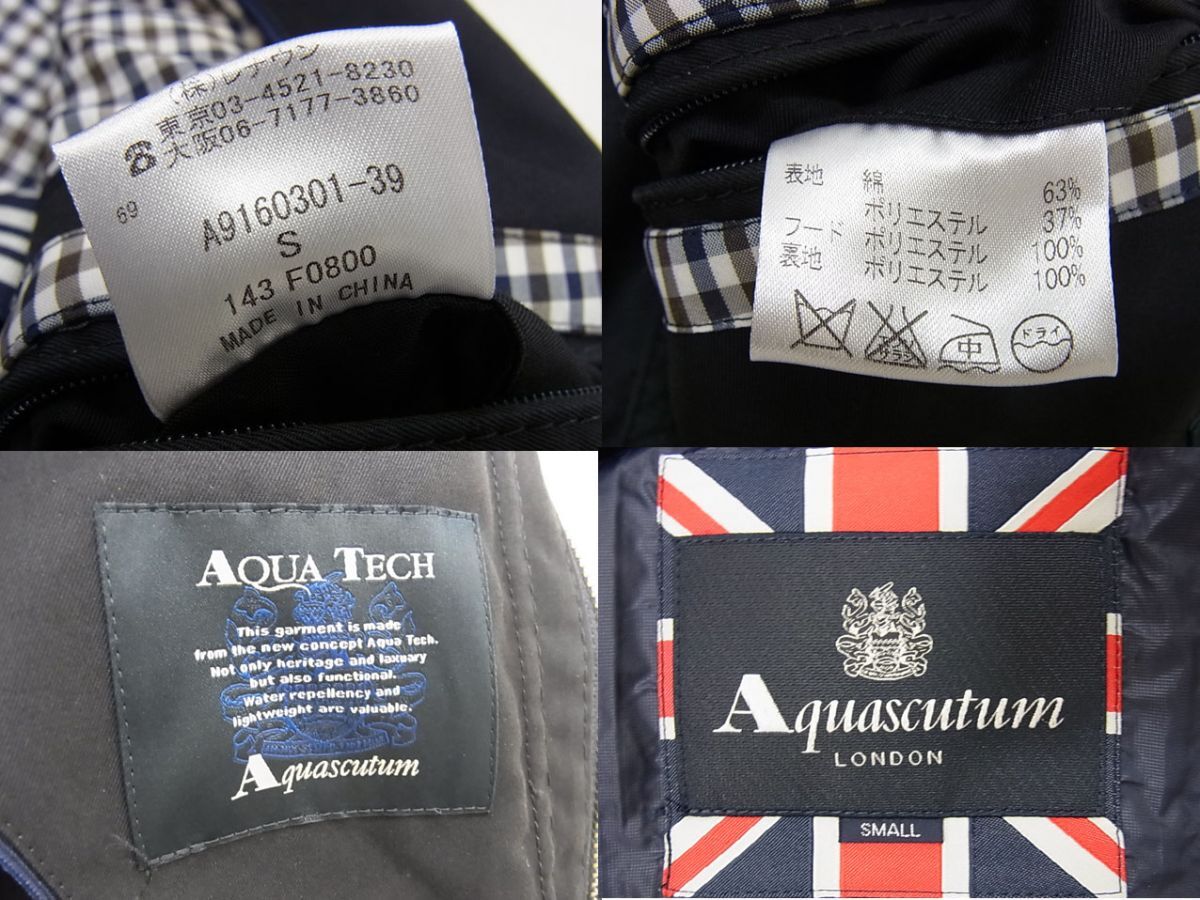 (株)レナウン
東京03-4521-8230
大阪06-7177-3860
69
A9160301-39
S
143 F0800
MADE IN CHINA
表地 綿 63%
ポリエステル 37%
フード ポリエステル 100%
裏地 ポリエステル 100%
サラシ
中
ドライ
AQUA TECH
This garment is made
from the new concept Aqua Tech.
Not only heritage and laxuary
but also functional.
Water repellency and
lightweight are valuable.
Aquascutum
Aquascutum
LONDON
SMALL